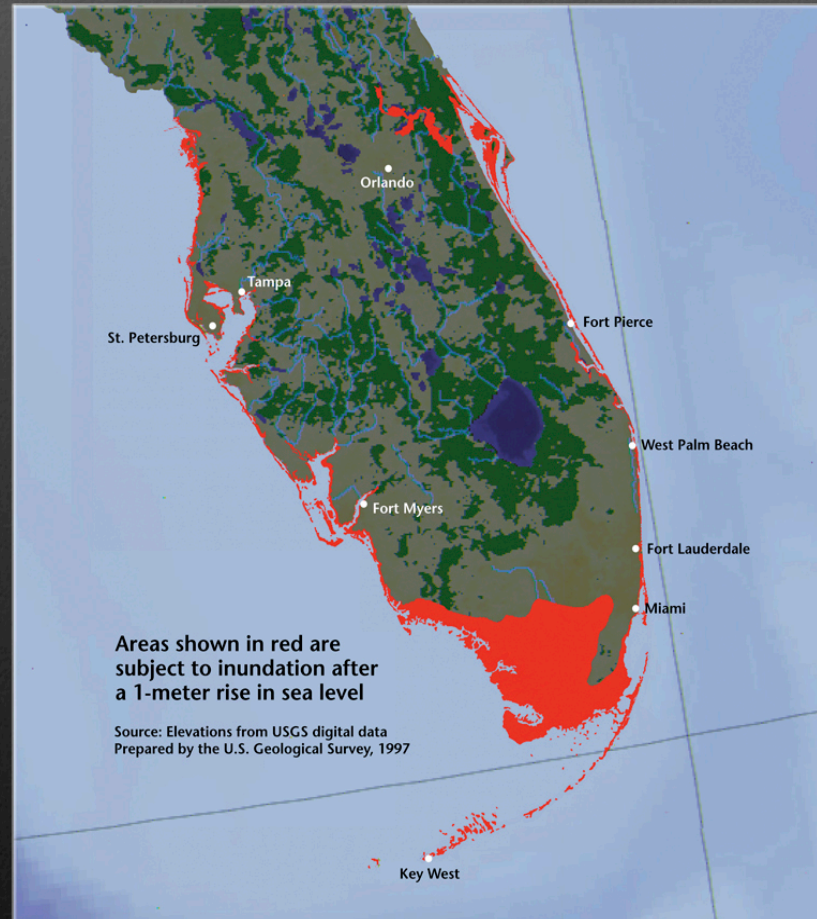 Orlando
Tampa
Fort Pierce
St. Petersburg
West Palm Beach
Fort Myers
Fort Lauderdale
Miami
Areas shown in red are
subject to inundation after
a 1-meter rise in sea level
Source: Elevations from USGS digital data
Prepared by the U.S. Geological Survey, 1997
Key West